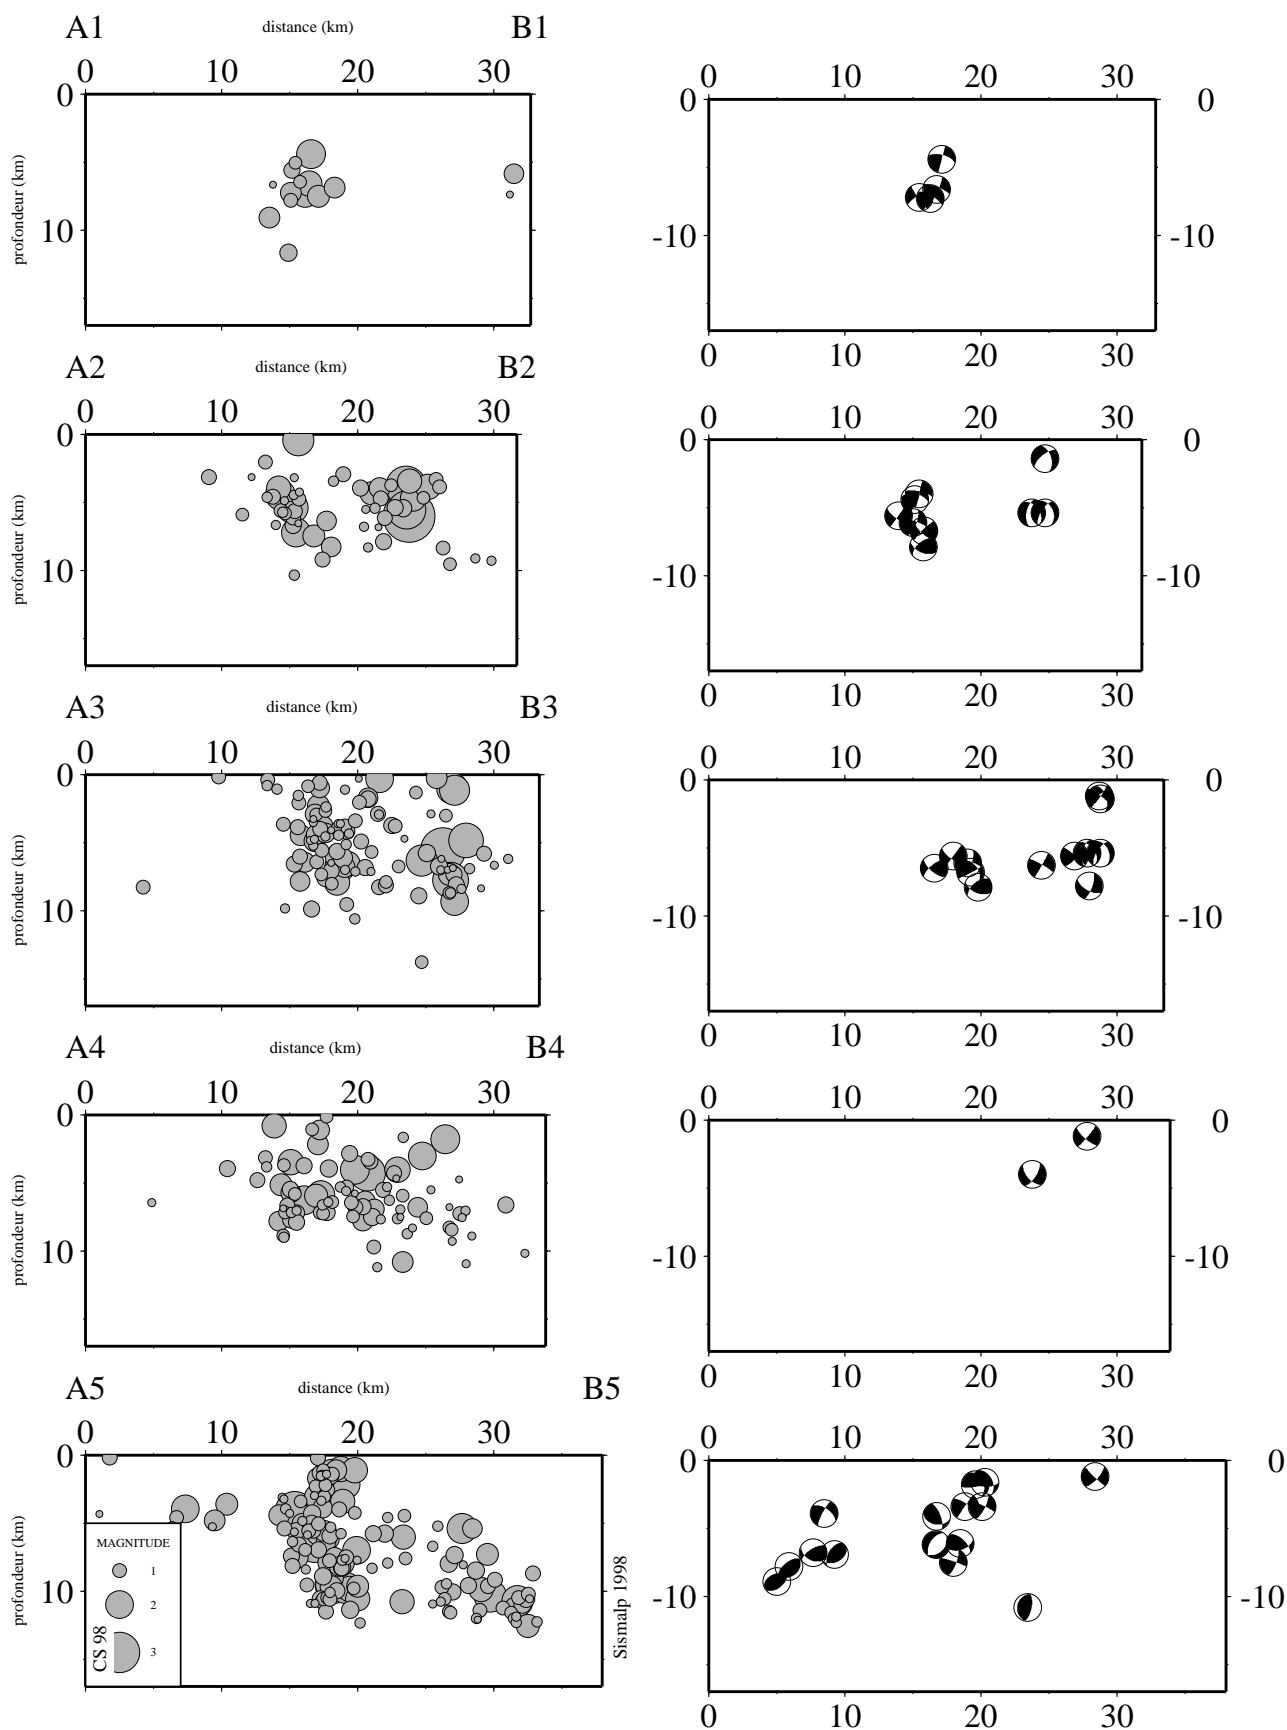 A1 distance (km) B1
0 10 20 30
0 10 20 30
0
profondeur (km)
10
0 0
-10 -10
0 10 20 30
A2 distance (km) B2
0 10 20 30
0 10 20 30
0
profondeur (km)
10
0 0
-10 -10
0 10 20 30
A3 distance (km) B3
0 10 20 30
0 10 20 30
0
profondeur (km)
10
0 0
-10 -10
0 10 20 30
A4 distance (km) B4
0 10 20 30
0 10 20 30
0
profondeur (km)
10
0 0
-10 -10
0 10 20 30
A5 distance (km) B5
0 10 20 30
0 10 20 30
0
profondeur (km)
10
MAGNITUDE
1
2
3
CS 98
Sismalp 1998
0 0
-10 -10
0 10 20 30